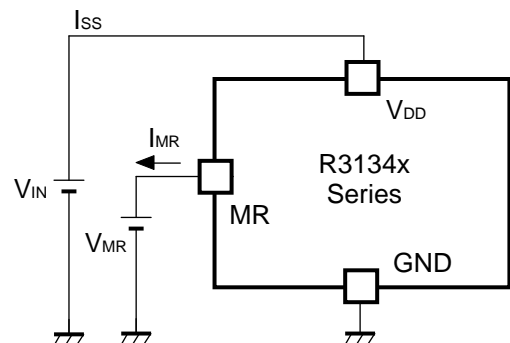 ISS
VDD
IMR
R3134x
Series
VIN
MR
VMR
GND